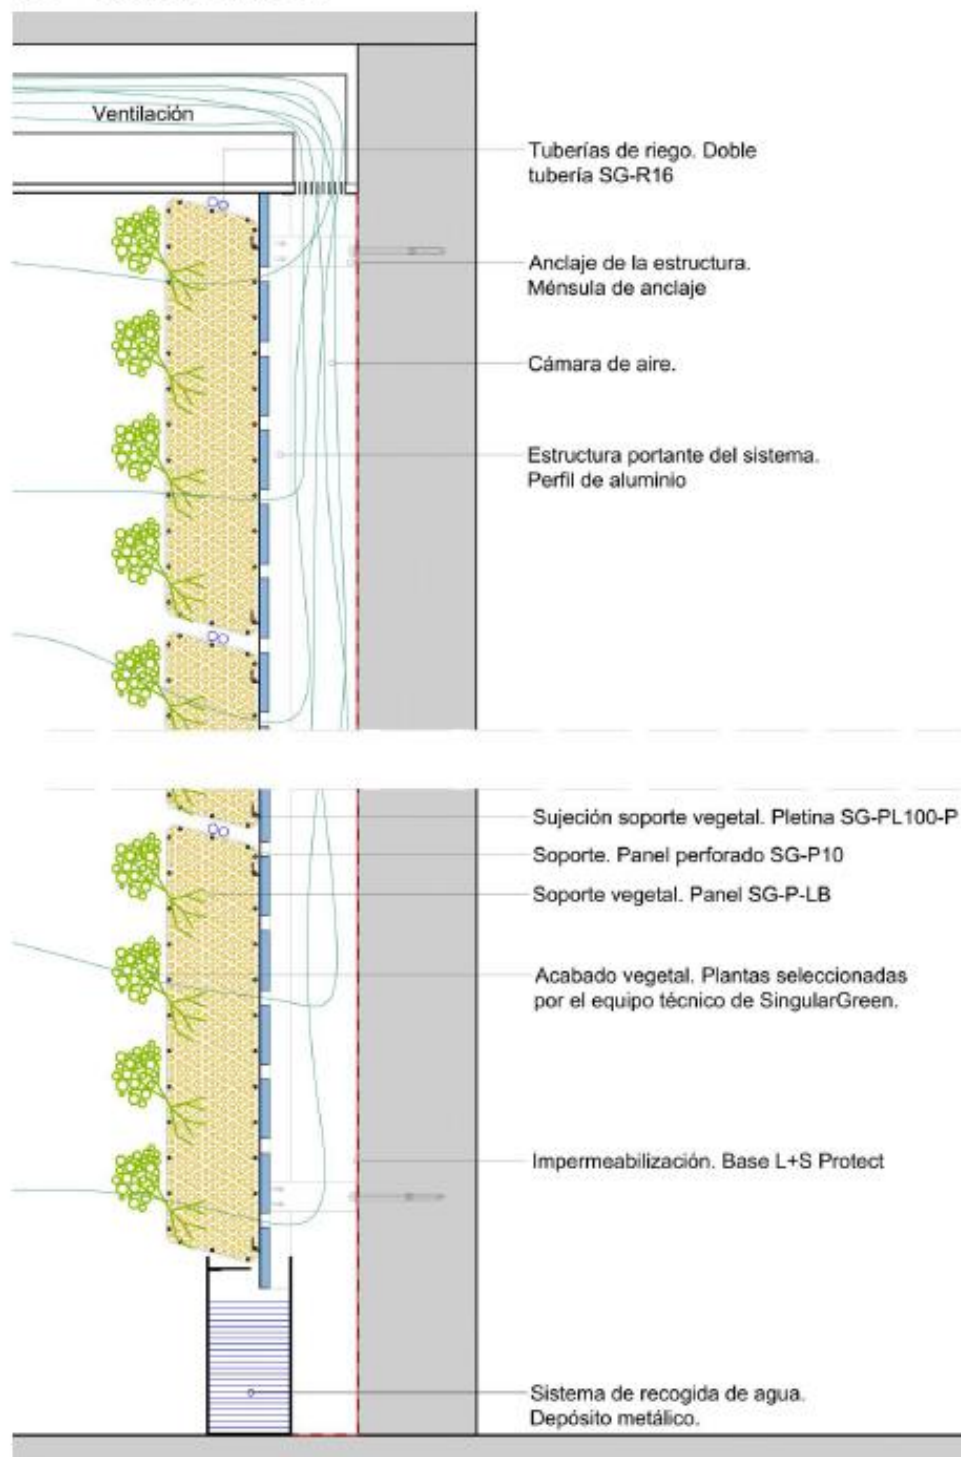 Ventilación
Tuberías de riego. Doble
tubería SG-R16
Anclaje de la estructura.
Ménsula de anclaje
Cámara de aire.
Estructura portante del sistema.
Perfil de aluminio
Sujeción soporte vegetal. Pletina SG-PL100-P
Soporte. Panel perforado SG-P10
Soporte vegetal. Panel SG-P-LB
Acabado vegetal. Plantas seleccionadas
por el equipo técnico de SingularGreen.
Impermeabilización. Base L+S Protect
Sistema de recogida de agua.
Depósito metálico.